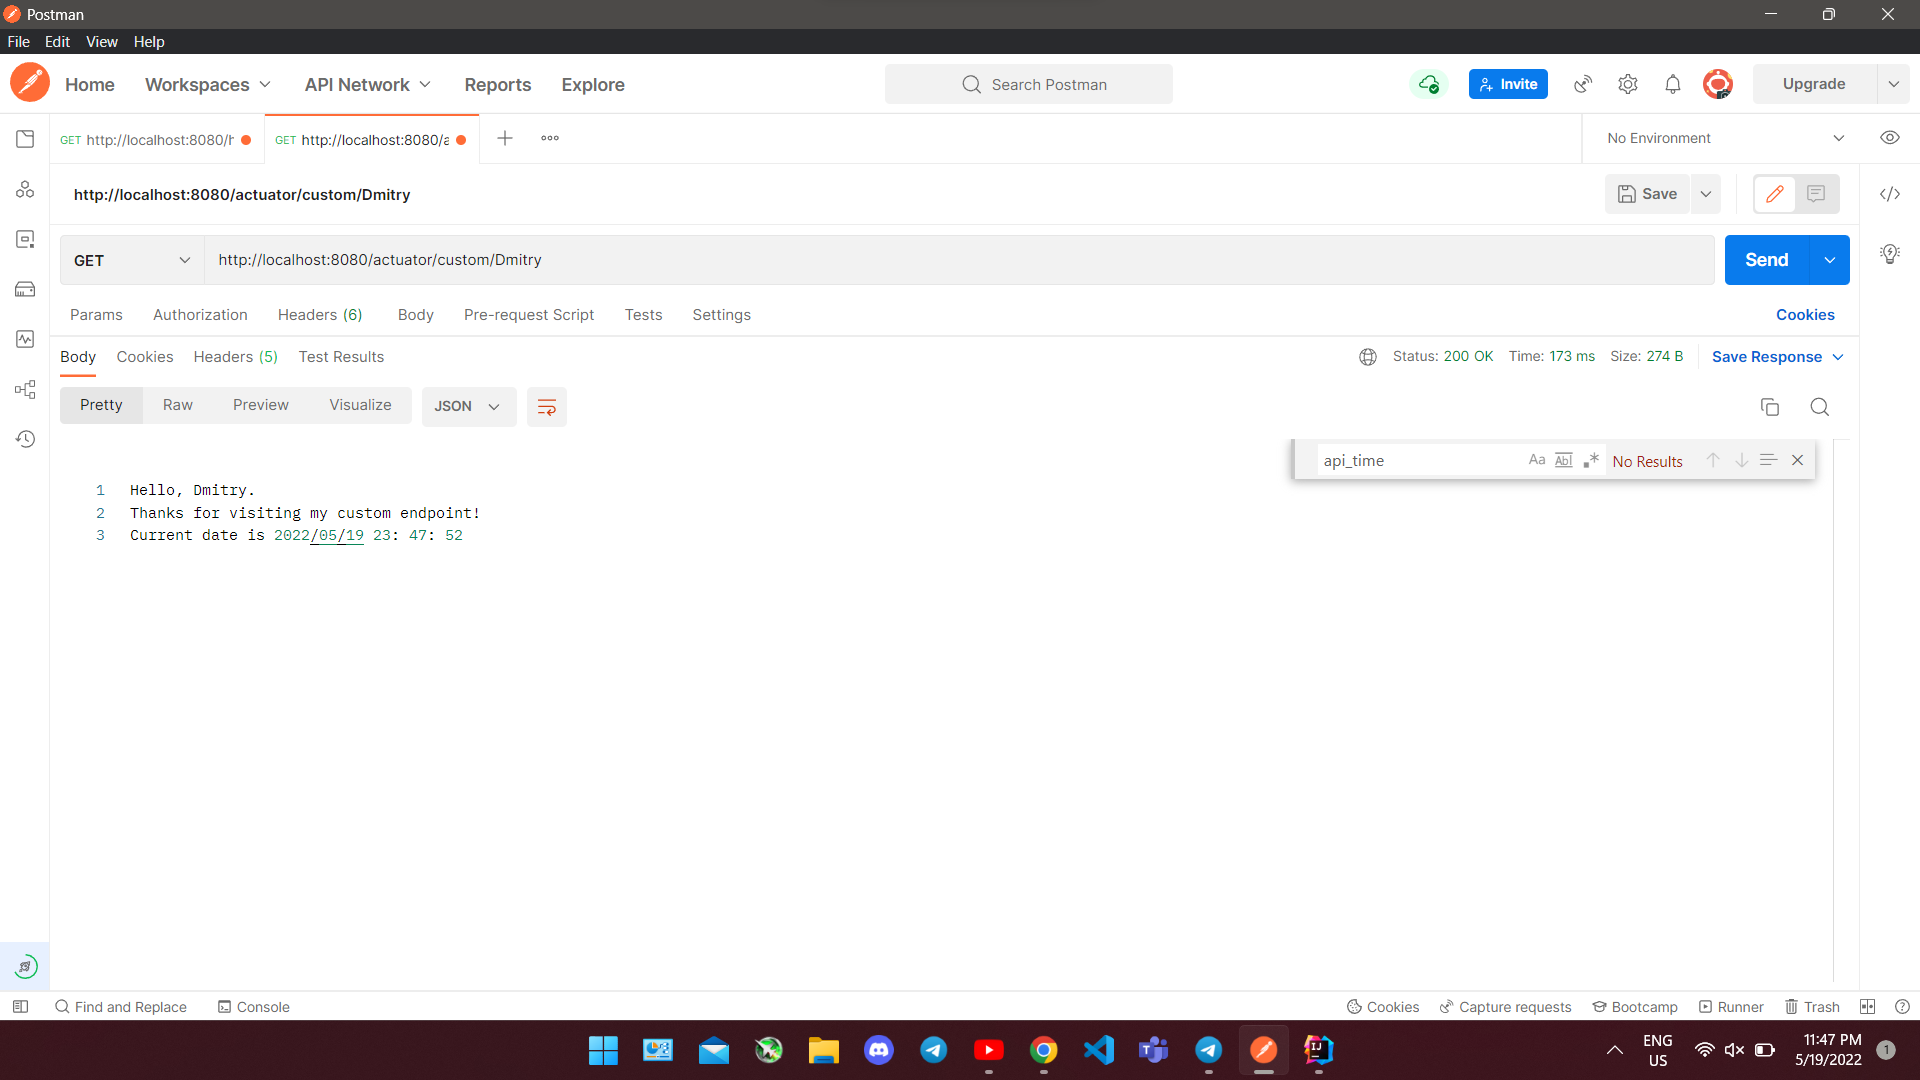 Postman
File Edit View Help
Home Workspaces API Network Reports Explore Search Postman Invite Upgrade
GET http://localhost:8080/h GET http://localhost:8080/a No Environment
http://localhost:8080/actuator/custom/Dmitry Save
GET http://localhost:8080/actuator/custom/Dmitry Send
Params Authorization Headers (6) Body Pre-request Script Tests Settings Cookies
Body Cookies Headers (5) Test Results Status: 200 OK Time: 173 ms Size: 274 B Save Response
Pretty Raw Preview Visualize JSON
api_time Aa Abl .* No Results
1 Hello, Dmitry.
2 Thanks for visiting my custom endpoint!
3 Current date is 2022/05/19 23: 47: 52
Find and Replace Console Cookies Capture requests Bootcamp Runner Trash
ENG
US
11:47 PM
5/19/2022
1